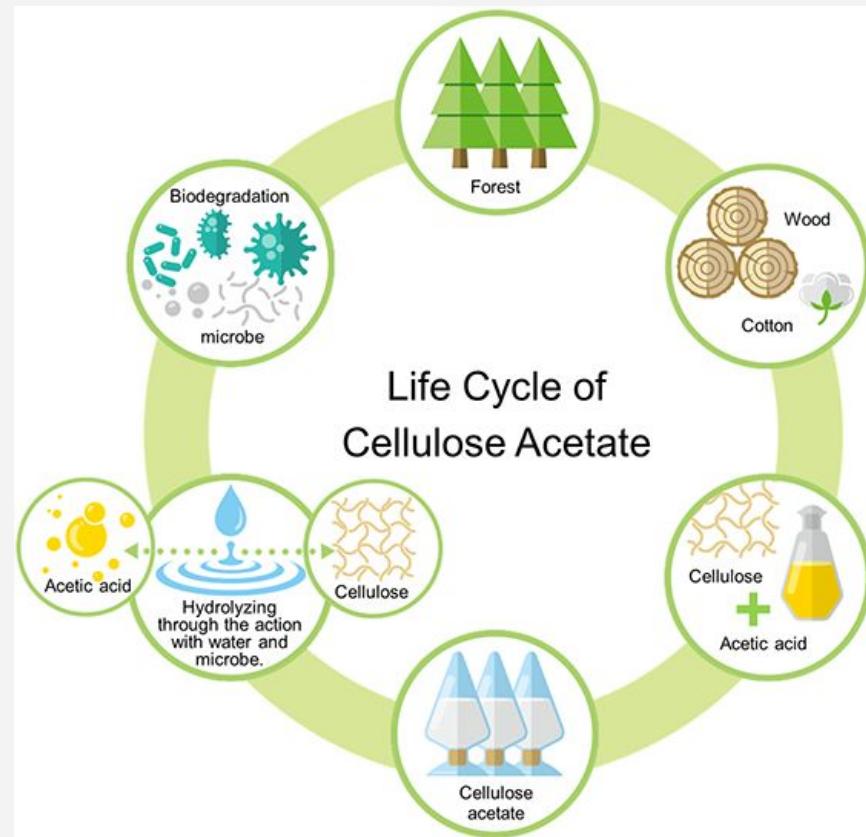 Forest
Wood
Cotton
Life Cycle of
Cellulose Acetate
Cellulose
Acetic acid
Cellulose
acetate
Acetic acid
Hydrolyzing
through the action
with water and
microbe.
Cellulose
Biodegradation
microbe